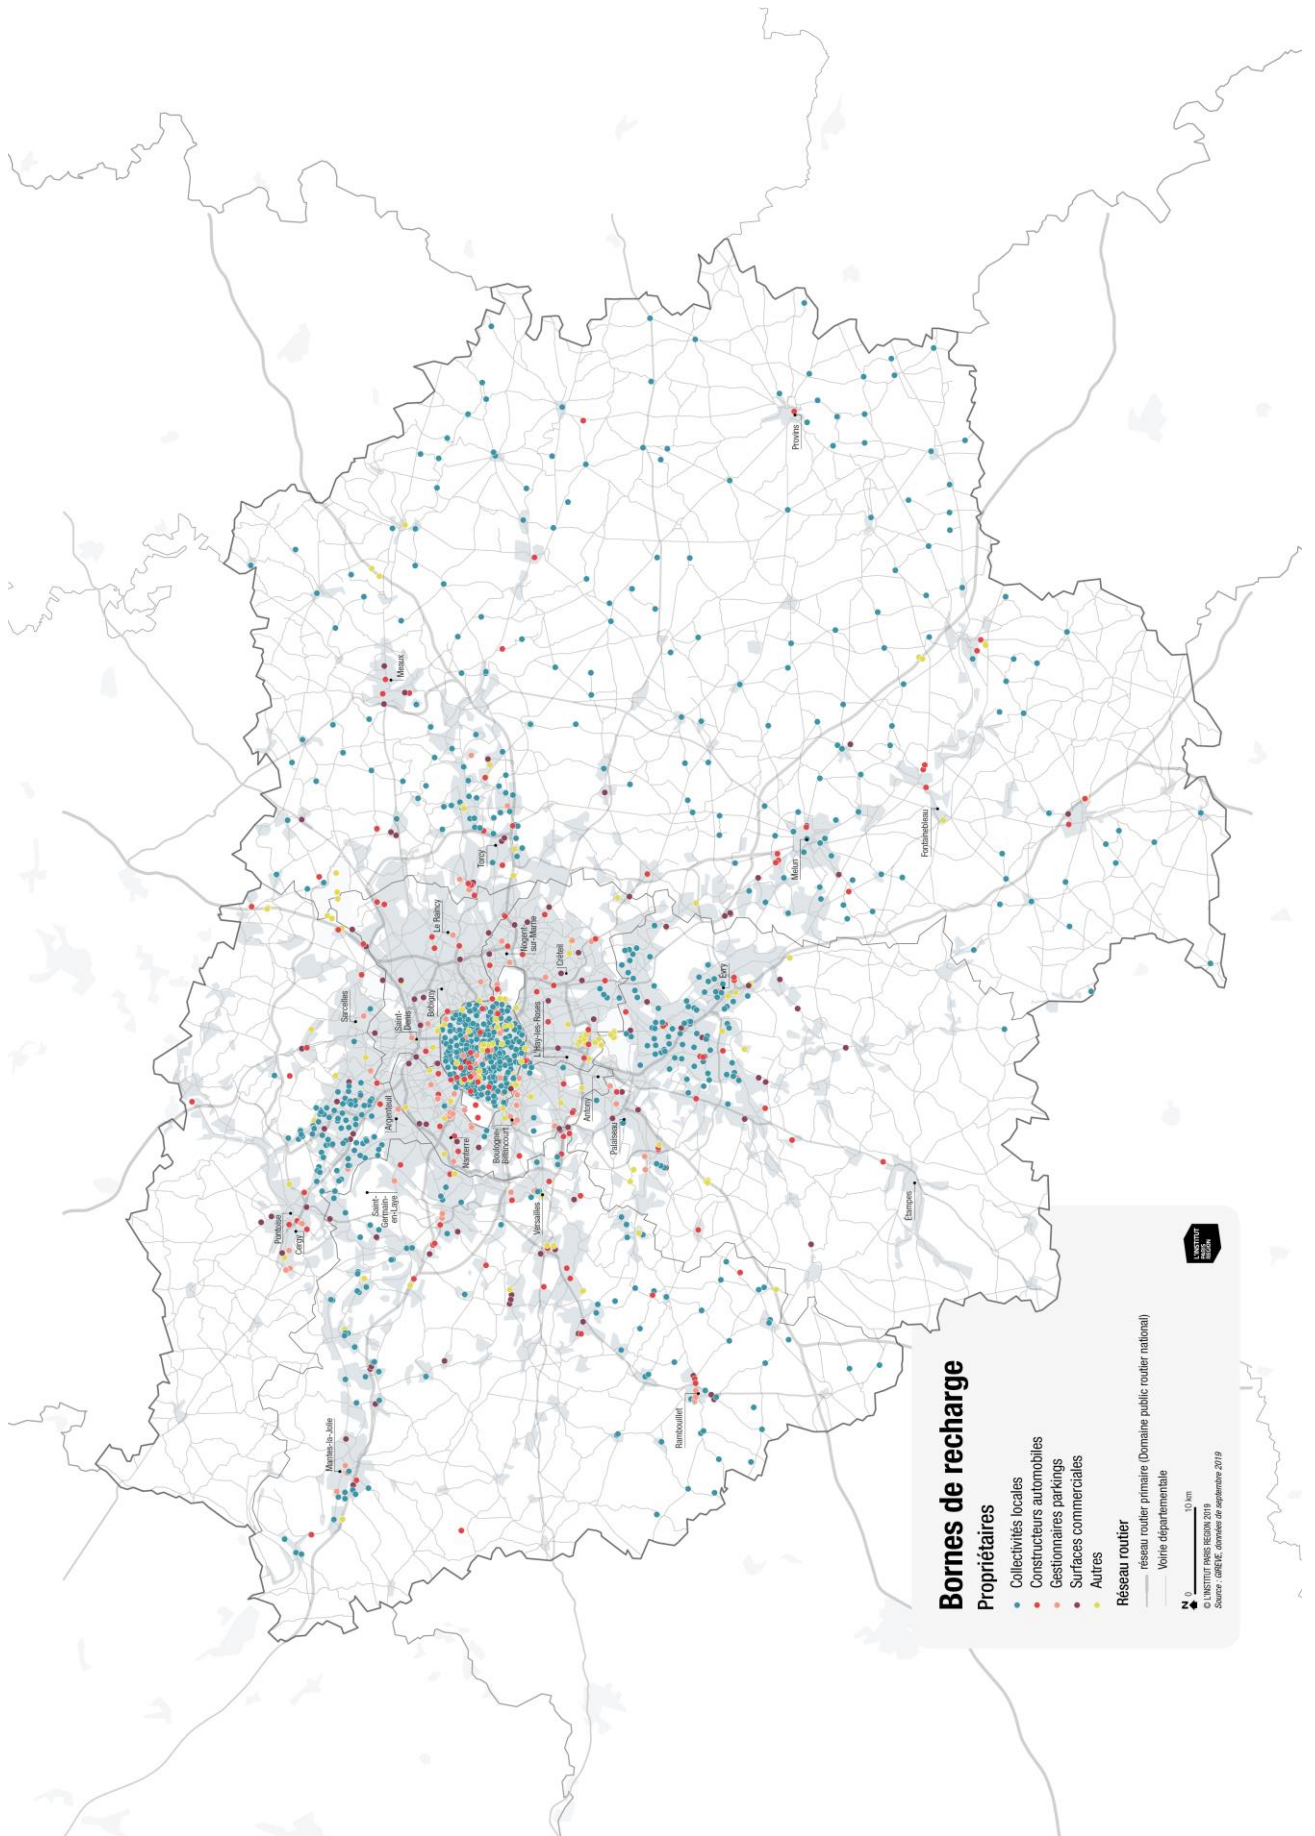 Pontoise
Cergy
Mantes-la-Jolie
Saint-
Germain-
en-Laye
Argenteuil
Sarcelles
Saint-
Denis
Bobigny
Le Raincy
Meaux
Nanterre
Boulogne-
Billancourt
Nogent-
sur-Marne
Torcy
Versailles
L'Haÿ-les-Roses
Créteil
Antony
Palaiseau
Rambouillet
Évry
Melun
Provins
Étampes
Fontainebleau
Bornes de recharge
Propriétaires
Collectivités locales
Constructeurs automobiles
Gestionnaires parkings
Surfaces commerciales
Autres
Réseau routier
réseau routier primaire (Domaine public routier national)
Voirie départementale
N 0 10 km
© L'INSTITUT PARIS REGION 2019
Source : GIREVE, données de septembre 2019
L'INSTITUT
PARIS
REGION